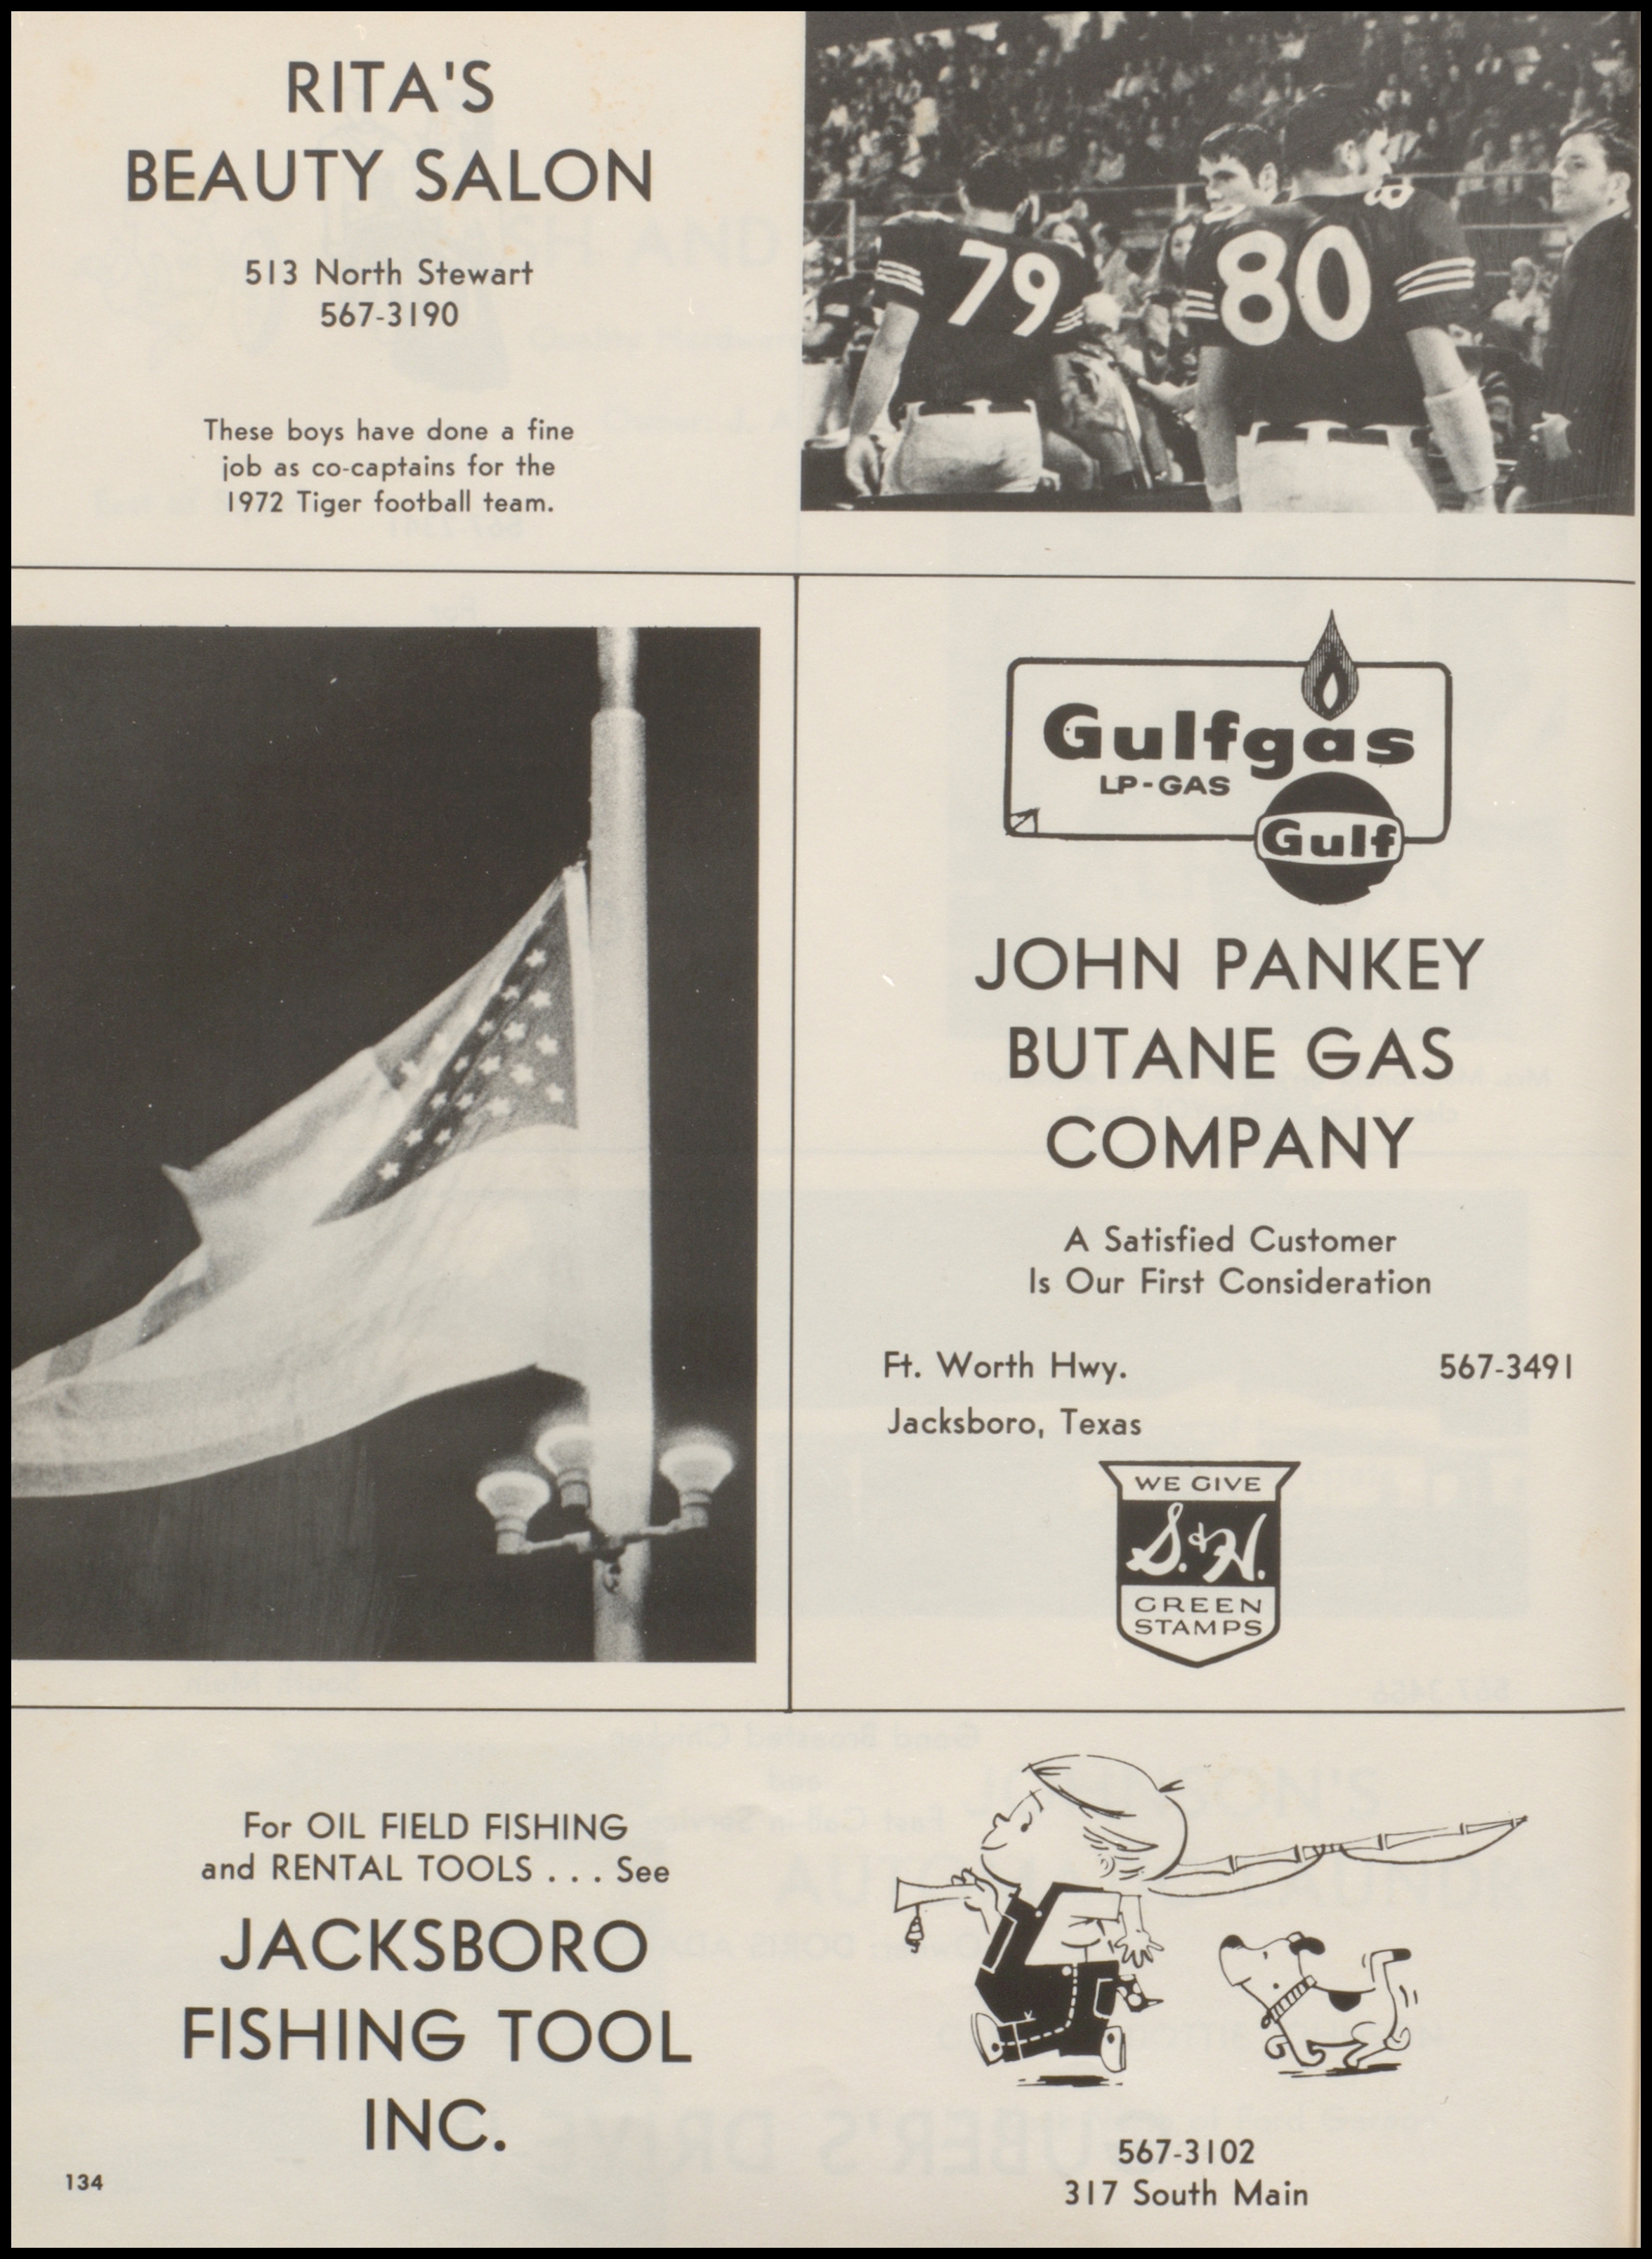 RITA'S
BEAUTY SALON
513 North Stewart
567-3190
These boys have done a fine
job as co-captains for the
1972 Tiger football team.
79
80
8
Gulfgas
LP-GAS
Gulf
JOHN PANKEY
BUTANE GAS
COMPANY
A Satisfied Customer
Is Our First Consideration
Ft. Worth Hwy.
567-3491
Jacksboro, Texas
WE GIVE
S.&H.
GREEN
STAMPS
For OIL FIELD FISHING
and RENTAL TOOLS . . . See
JACKSBORO
FISHING TOOL
INC.
567-3102
317 South Main
134